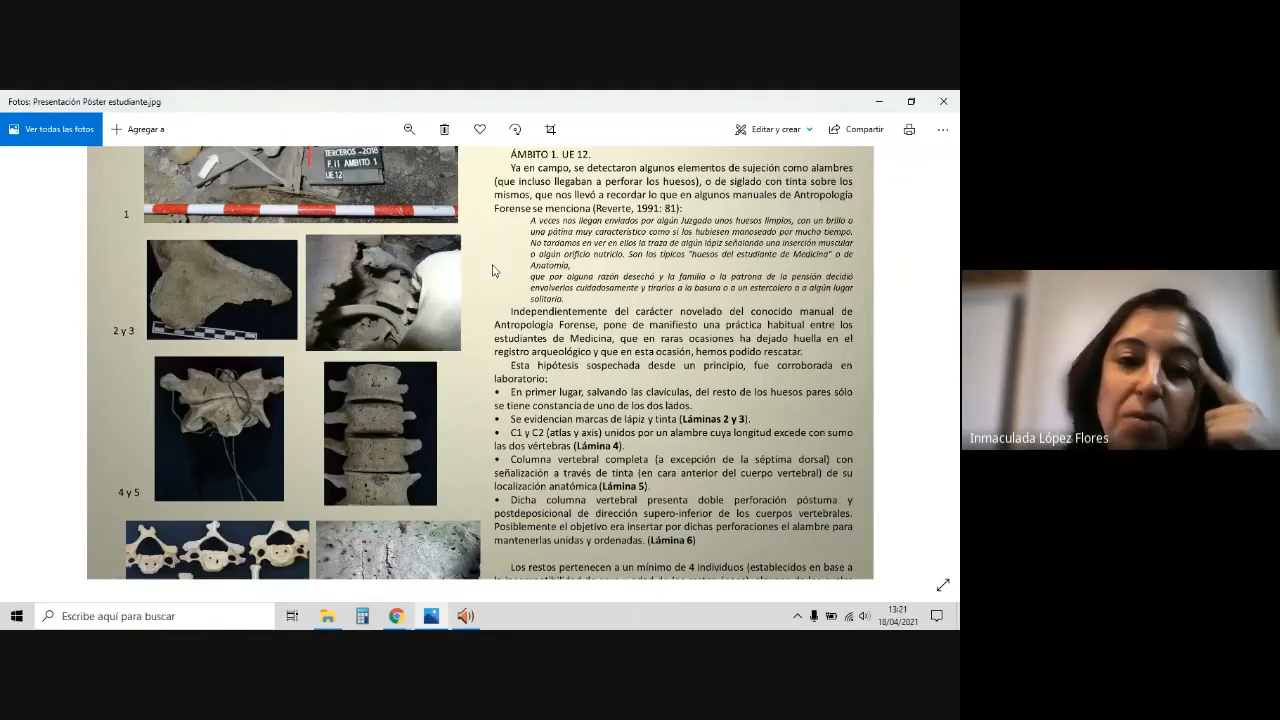 Fotos: Presentación Póster estudiante.jpg
Ver todas las fotos
Agregar a
Editar y crear
Compartir
TERCEROS-2018
F.II AMBITO 1
UE 12
1
2 y 3
4 y 5
ÁMBITO 1. UE 12.
Ya en campo, se detectaron algunos elementos de sujeción como alambres
(que incluso llegaban a perforar los huesos), o de siglado con tinta sobre los
mismos, que nos llevó a recordar lo que en algunos manuales de Antropología
Forense se menciona (Reverte, 1991: 81):
A veces nos llegan enviados por algún Juzgado unos huesos limpios, con un brillo o
una pátina muy característico como si los hubiesen manoseado por mucho tiempo.
No tardamos en ver en ellos la traza de algún lápiz señalando una inserción muscular
o algún orificio nutricio. Son los típicos "huesos del estudiante de Medicina" o de
Anatomía,
que por alguna razón desechó y la familia o la patrona de la pensión decidió
envolverlos cuidadosamente y tirarlos a la basura o a un estercolero o a algún lugar
solitario.
Independientemente del carácter novelado del conocido manual de
Antropología Forense, pone de manifiesto una práctica habitual entre los
estudiantes de Medicina, que en raras ocasiones ha dejado huella en el
registro arqueológico y que en esta ocasión, hemos podido rescatar.
Esta hipótesis sospechada desde un principio, fue corroborada en
laboratorio:
• En primer lugar, salvando las clavículas, del resto de los huesos pares sólo
se tiene constancia de uno de los dos lados.
• Se evidencian marcas de lápiz y tinta (Láminas 2 y 3).
• C1 y C2 (atlas y axis) unidos por un alambre cuya longitud excede con sumo
las dos vértebras (Lámina 4).
• Columna vertebral completa (a excepción de la séptima dorsal) con
señalización a través de tinta (en cara anterior del cuerpo vertebral) de su
localización anatómica (Lámina 5).
• Dicha columna vertebral presenta doble perforación póstuma y
postdeposicional de dirección supero-inferior de los cuerpos vertebrales.
Posiblemente el objetivo era insertar por dichas perforaciones el alambre para
mantenerlas unidas y ordenadas. (Lámina 6)
Los restos pertenecen a un mínimo de 4 individuos (establecidos en base a
Inmaculada López Flores
Escribe aquí para buscar
13:21
18/04/2021